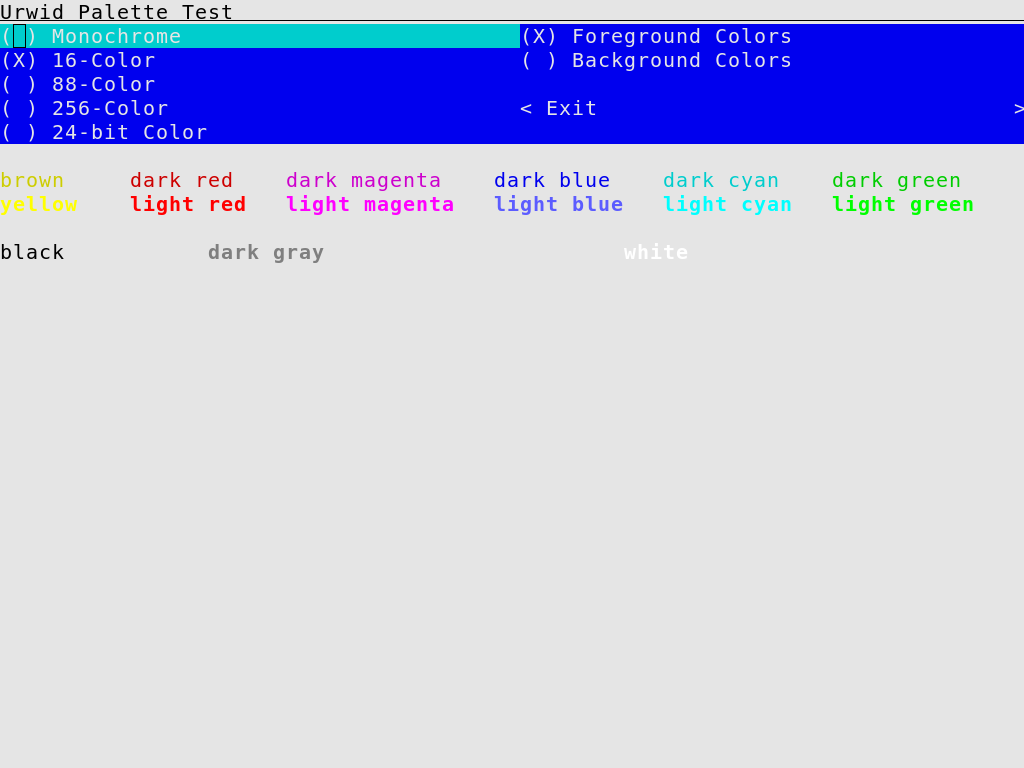 Urwid Palette Test
( ) Monochrome (X) Foreground Colors
(X) 16-Color ( ) Background Colors
( ) 88-Color
( ) 256-Color < Exit >
( ) 24-bit Color
brown dark red dark magenta dark blue dark cyan dark green
yellow light red light magenta light blue light cyan light green
black dark gray white